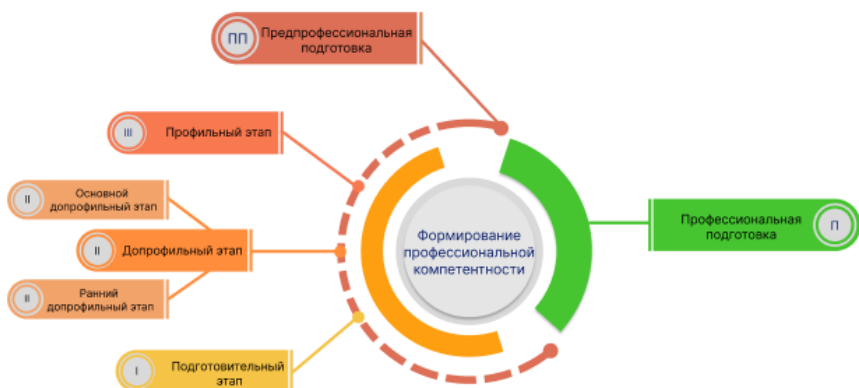 ПП
Предпрофессиональная
подготовка
III
Профильный этап
II
Основной
допрофильный этап
II
Допрофильный этап
II
Ранний
допрофильный этап
I
Подготовительный
этап
Формирование
профессиональной
компетентности
Профессиональная
подготовка
П